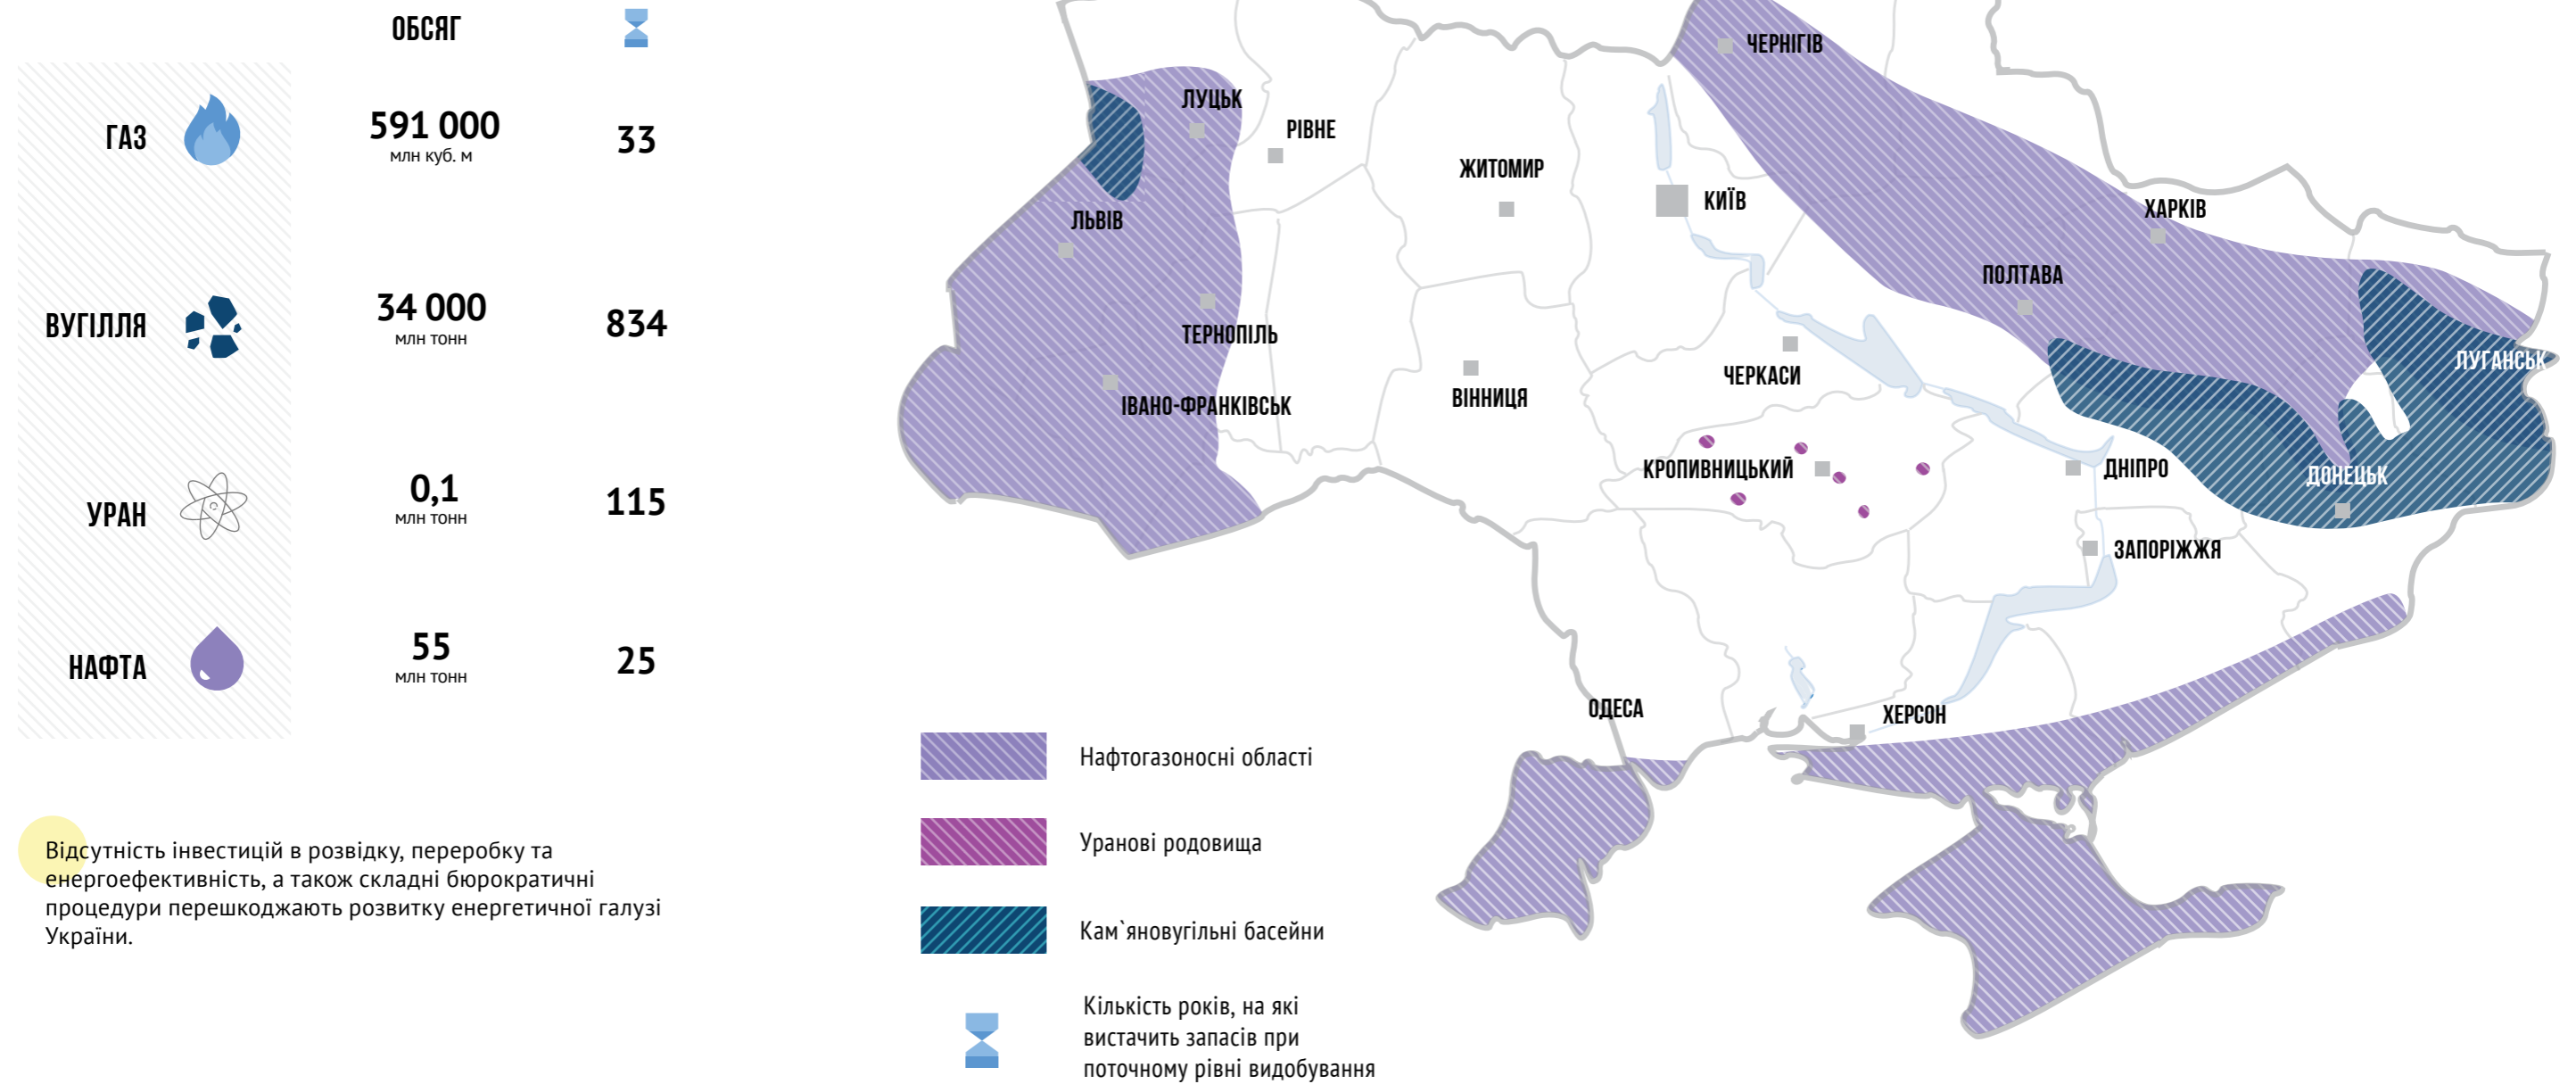 ОБСЯГ
ГАЗ
591 000
млн куб. м
33
ВУГІЛЛЯ
34 000
млн тонн
834
УРАН
0,1
млн тонн
115
НАФТА
55
млн тонн
25
Відсутність інвестицій в розвідку, переробку та
енергоефективність, а також складні бюрократичні
процедури перешкоджають розвитку енергетичної галузі
України.
ЧЕРНІГІВ
ЛУЦЬК
РІВНЕ
ЖИТОМИР
КИЇВ
ХАРКІВ
ЛЬВІВ
ПОЛТАВА
ТЕРНОПІЛЬ
ЛУГАНСЬК
ЧЕРКАСИ
ВІННИЦЯ
ІВАНО-ФРАНКІВСЬК
КРОПИВНИЦЬКИЙ
ДНІПРО
ДОНЕЦЬК
ЗАПОРІЖЖЯ
ОДЕСА
ХЕРСОН
Нафтогазоносні області
Уранові родовища
Кам`яновугільні басейни
Кількість років, на які
вистачить запасів при
поточному рівні видобування